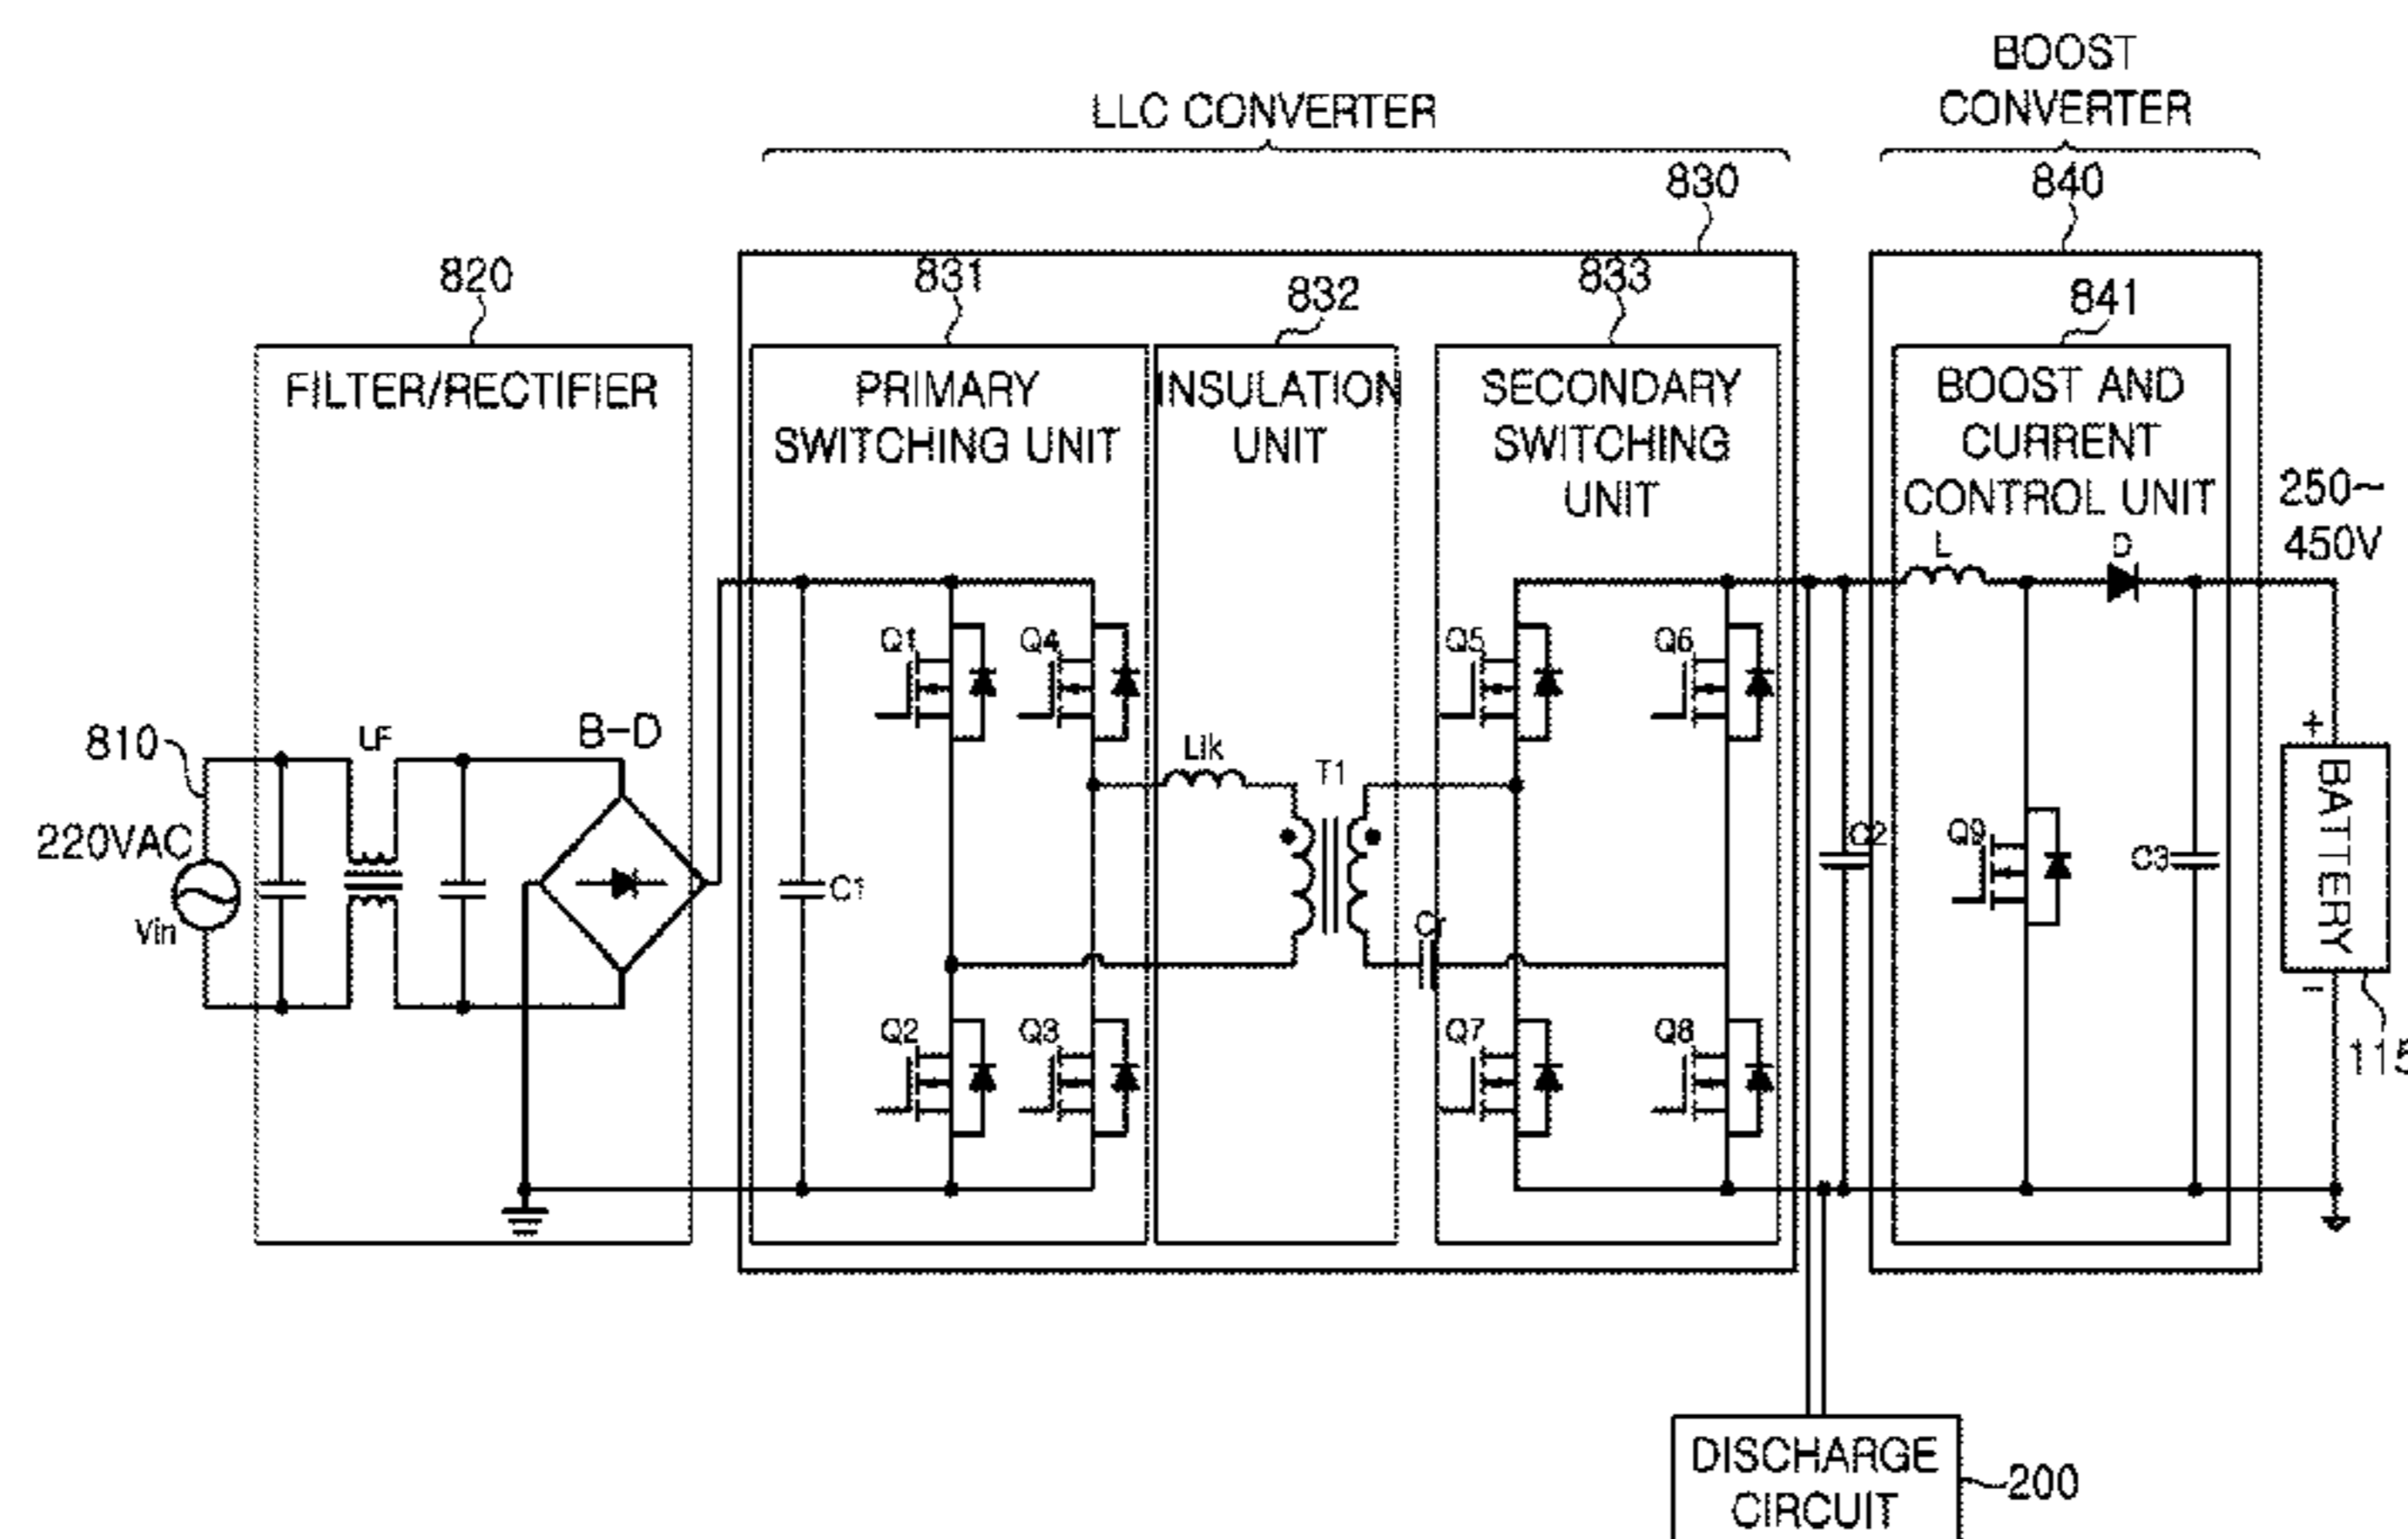 BOOST
CONVERTER
LLC CONVERTER
830
840
820
831
832
833
841
FILTER/RECTIFIER
PRIMARY
SWITCHING UNIT
INSULATION
UNIT
SECONDARY
SWITCHING
UNIT
BOOST AND
CURRENT
CONTROL UNIT
250~
450V
L
D
Q1
Q4
Q5
Q6
810
LF
B-D
Lik
T1
220VAC
Vin
C1
C2
Q9
C3
+
BATTERY
-
Cr
Q2
Q3
Q7
Q8
115
DISCHARGE
CIRCUIT
200